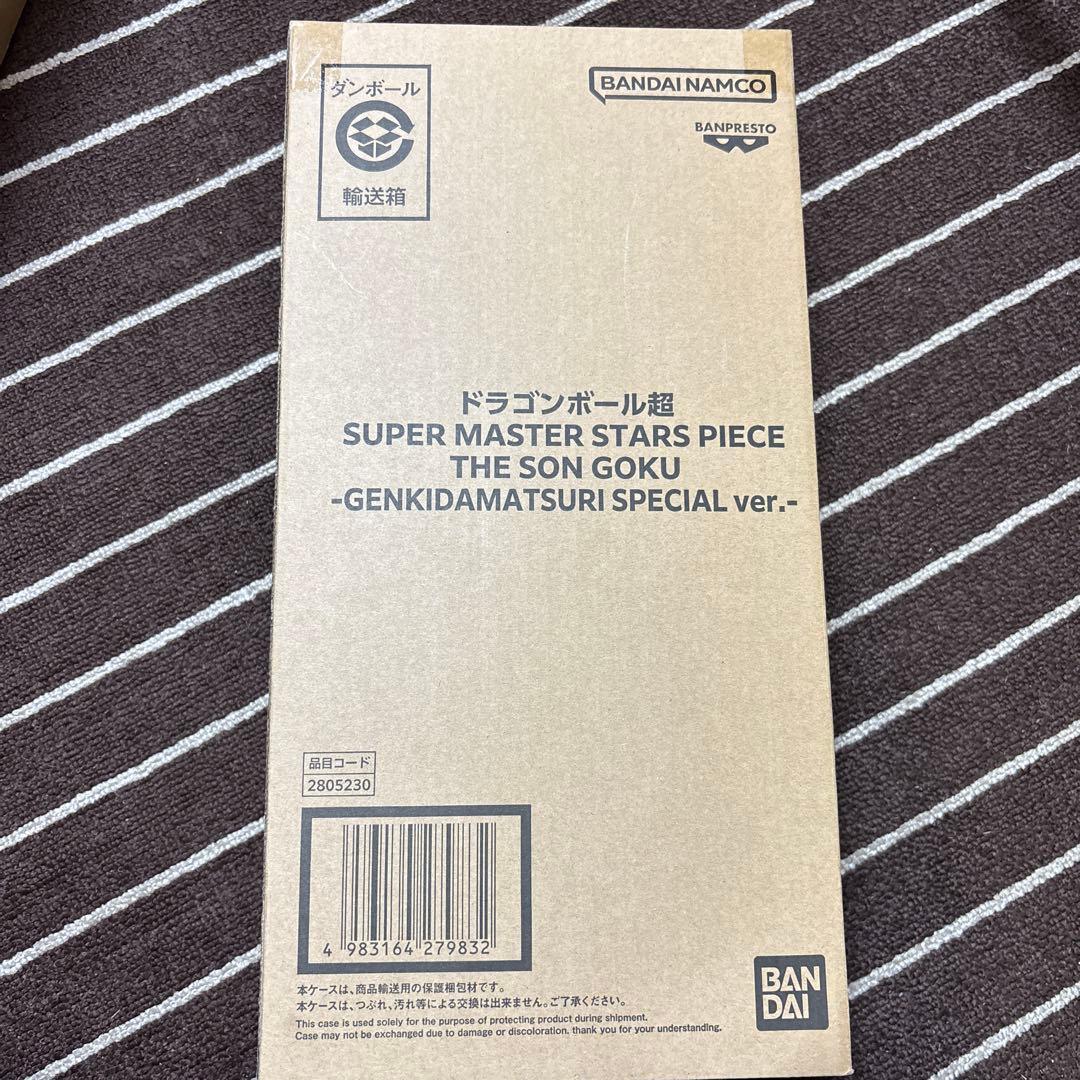 ダンボール
輸送箱
BANDAI NAMCO
BANPRESTO
ドラゴンボール超
SUPER MASTER STARS PIECE
THE SON GOKU
-GENKIDAMATSURI SPECIAL ver.-
品目コード
2805230
4 983164 279832
本ケースは、商品輸送用の保護梱包材です。
本ケースは、つぶれ、汚れ等による交換は出来ません。ご了承ください。
This case is used solely for the purpose of protecting product during shipment.
Case may not be exchanged due to damage or discoloration. thank you for your understanding.
BAN
DAI